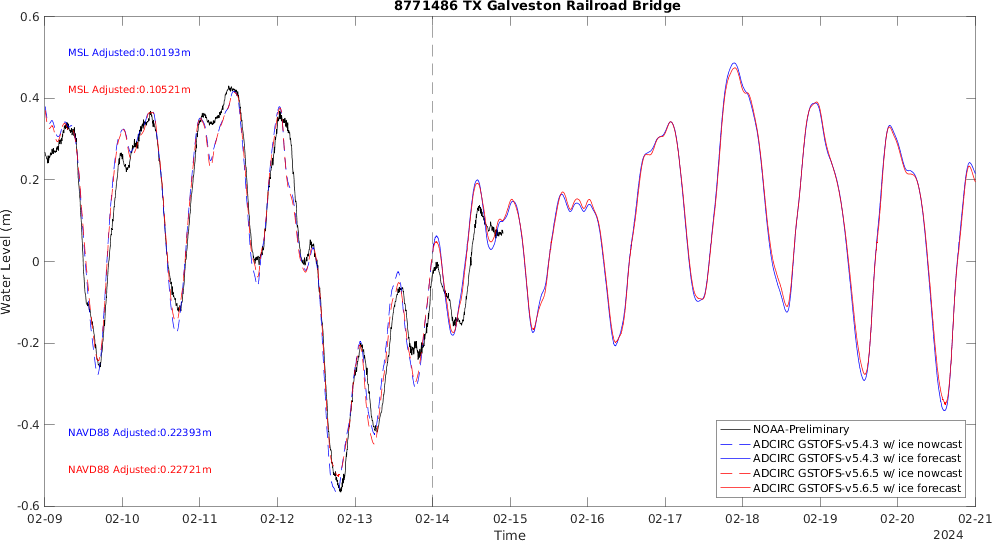 8771486 TX Galveston Railroad Bridge
MSL Adjusted:0.10193m
MSL Adjusted:0.10521m
NAVD88 Adjusted:0.22393m
NAVD88 Adjusted:0.22721m
Water Level (m)
0.6
0.4
0.2
0
-0.2
-0.4
-0.6
NOAA-Preliminary
ADCIRC GSTOFS-v5.4.3 w/ ice nowcast
ADCIRC GSTOFS-v5.4.3 w/ ice forecast
ADCIRC GSTOFS-v5.6.5 w/ ice nowcast
ADCIRC GSTOFS-v5.6.5 w/ ice forecast
02-09 02-10 02-11 02-12 02-13 02-14 02-15 02-16 02-17 02-18 02-19 02-20 02-21
Time
2024